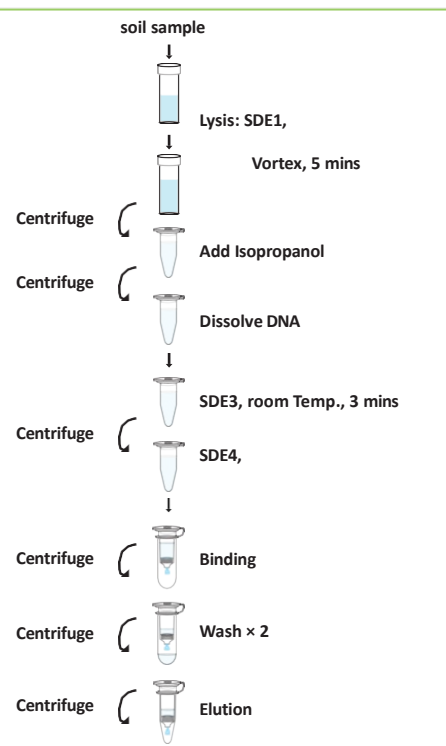 soil sample
Lysis: SDE1,
Vortex, 5 mins
Centrifuge
Add Isopropanol
Centrifuge
Dissolve DNA
SDE3, room Temp., 3 mins
Centrifuge
SDE4,
Centrifuge
Binding
Centrifuge
Wash × 2
Centrifuge
Elution